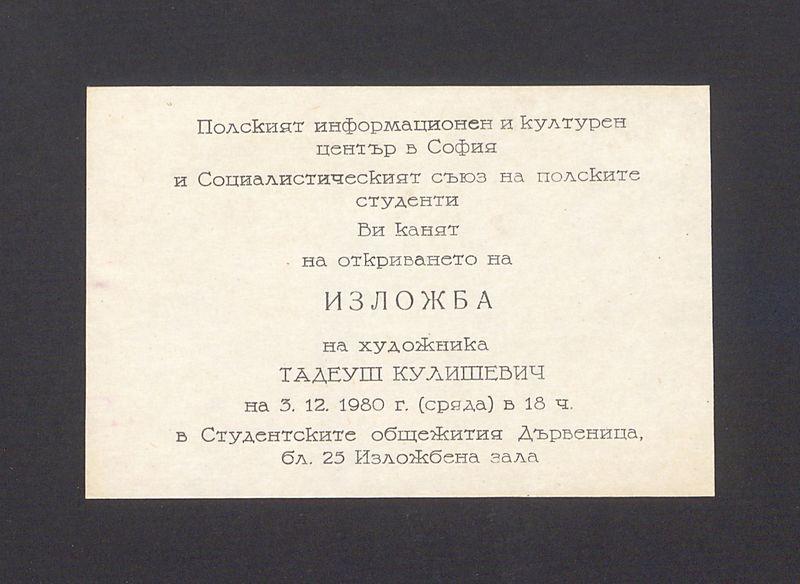 Полският информационен и културен
център в София
и Социалистическият съюз на полските
студенти
Ви канят
на откриването на
ИЗЛОЖБА
на художника
ТАДЕУШ КУЛИШЕВИЧ
на 3. 12. 1980 г. (сряда) в 18 ч.
в Студентските общежития Дървеница,
бл. 25 Изложбена зала